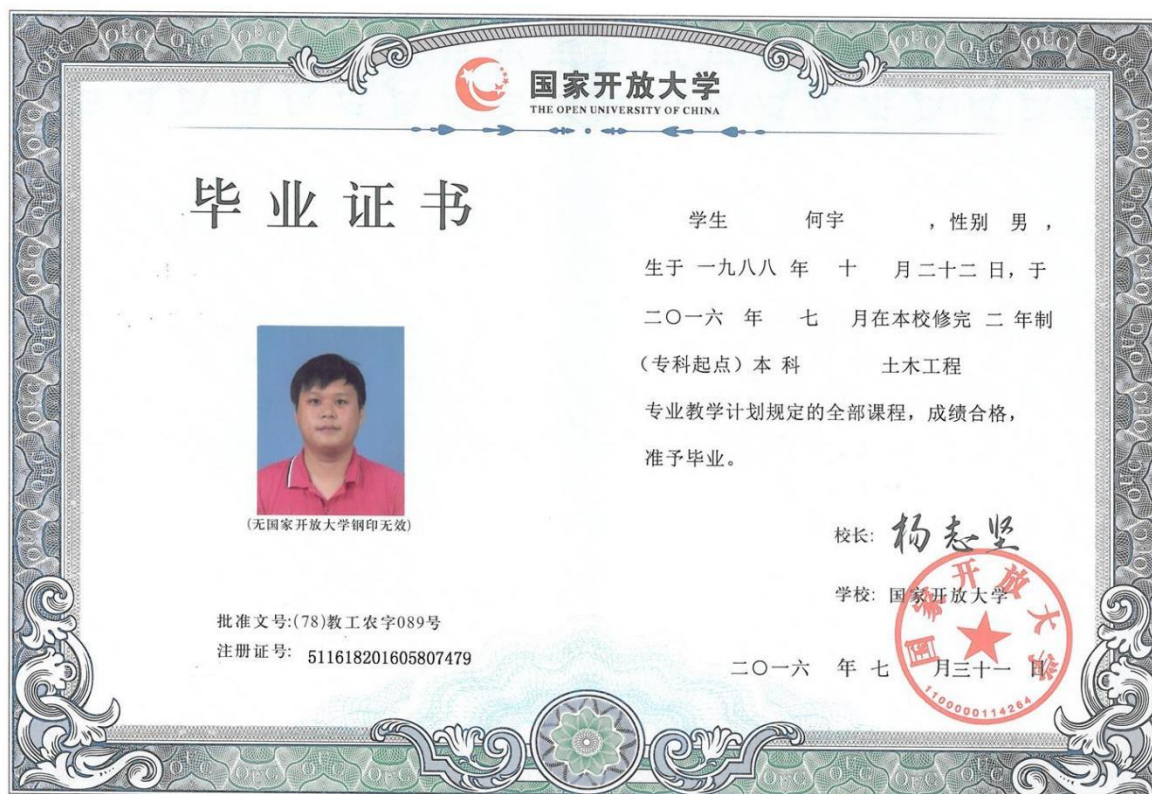 国家开放大学
THE OPEN UNIVERSITY OF CHINA
毕业证书
(无国家开放大学钢印无效)
批准文号:(78)教工农字089号
注册证号: 511618201605807479
学生 何宇 ，性别 男 ，
生于 一九八八 年 十 月二十二 日，于
二〇一六 年 七 月在本校修完 二 年制
（专科起点）本 科 土木工程
专业教学计划规定的全部课程，成绩合格，
准予毕业。
校长: 杨志坚
学校: 国家开放大学
二〇一六 年 七 月三十一 日
国家开放大学
1100000114264